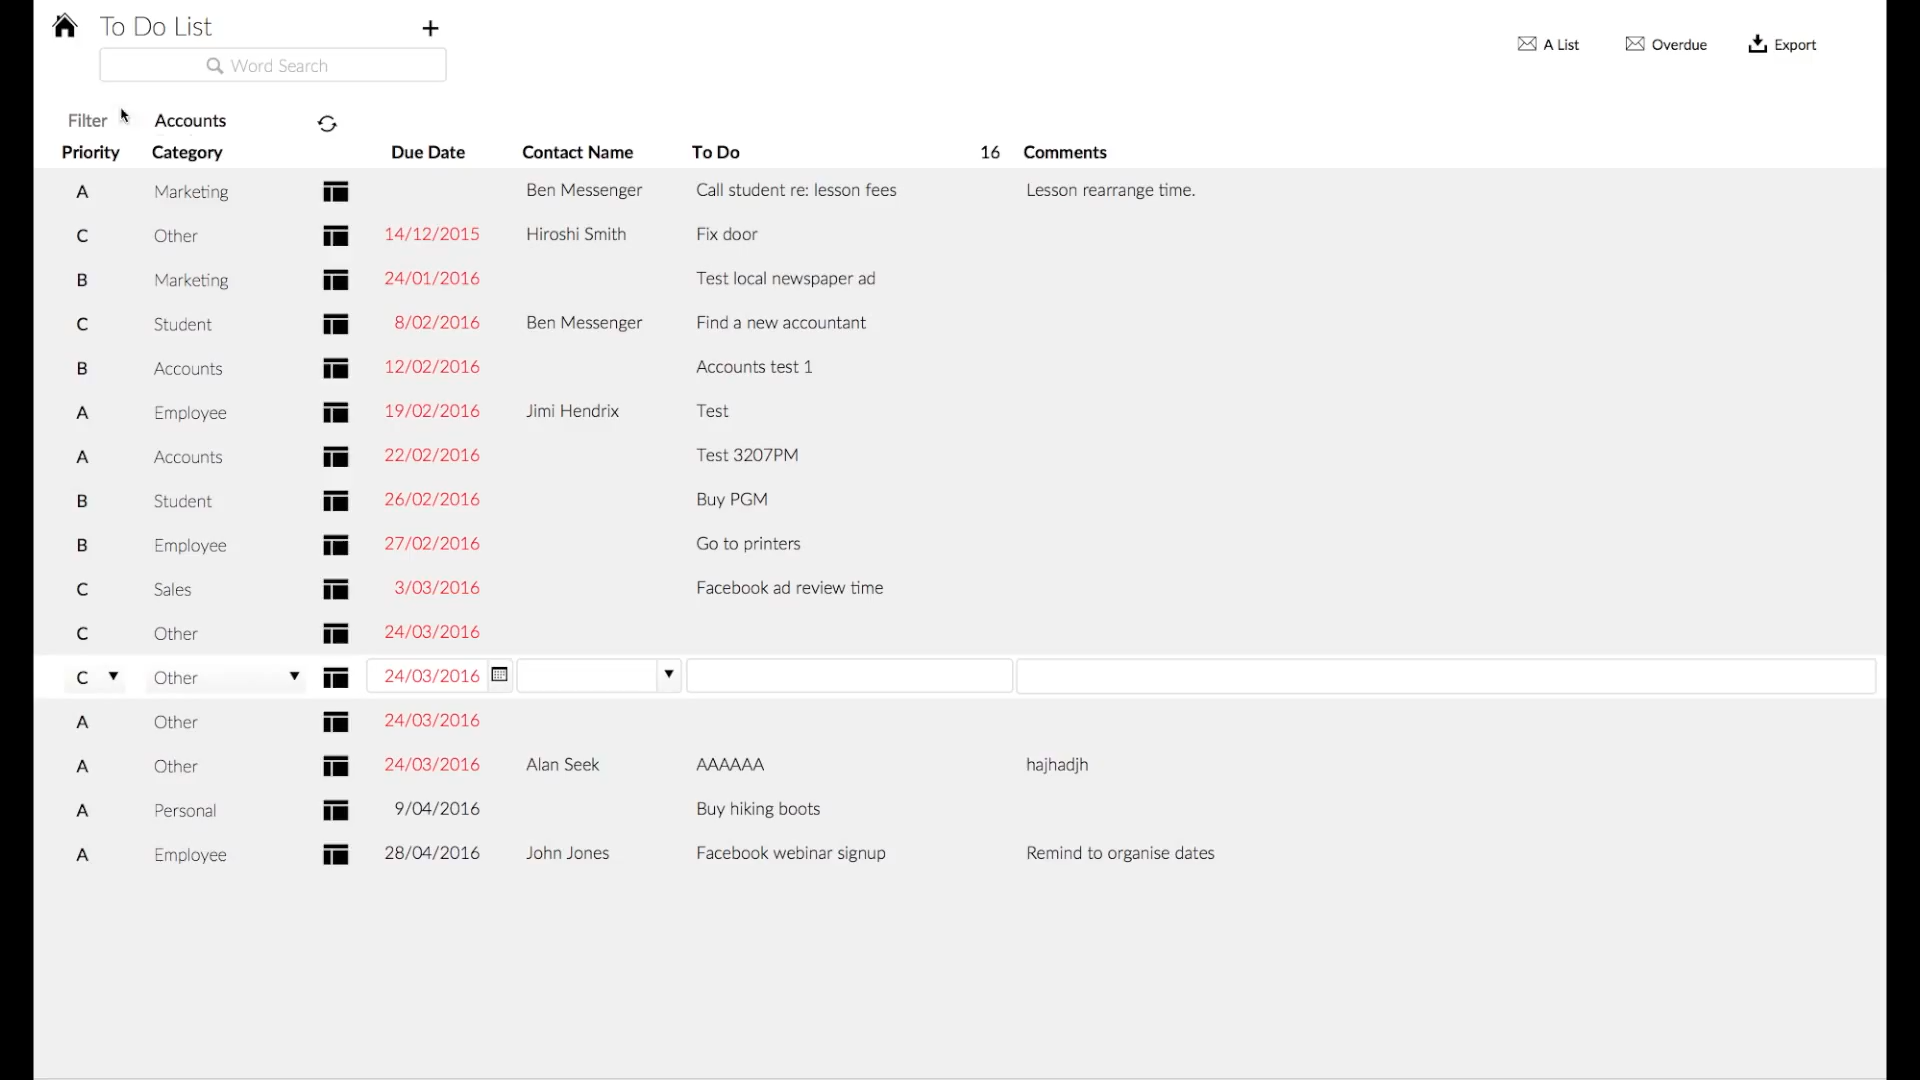 To Do List +
Word Search
A List Overdue Export
Filter Accounts
Priority Category Due Date Contact Name To Do 16 Comments
A Marketing Ben Messenger Call student re: lesson fees Lesson rearrange time.
C Other 14/12/2015 Hiroshi Smith Fix door
B Marketing 24/01/2016 Test local newspaper ad
C Student 8/02/2016 Ben Messenger Find a new accountant
B Accounts 12/02/2016 Accounts test 1
A Employee 19/02/2016 Jimi Hendrix Test
A Accounts 22/02/2016 Test 3207PM
B Student 26/02/2016 Buy PGM
B Employee 27/02/2016 Go to printers
C Sales 3/03/2016 Facebook ad review time
C Other 24/03/2016
C Other 24/03/2016
A Other 24/03/2016
A Other 24/03/2016 Alan Seek AAAAAA hajhadjh
A Personal 9/04/2016 Buy hiking boots
A Employee 28/04/2016 John Jones Facebook webinar signup Remind to organise dates